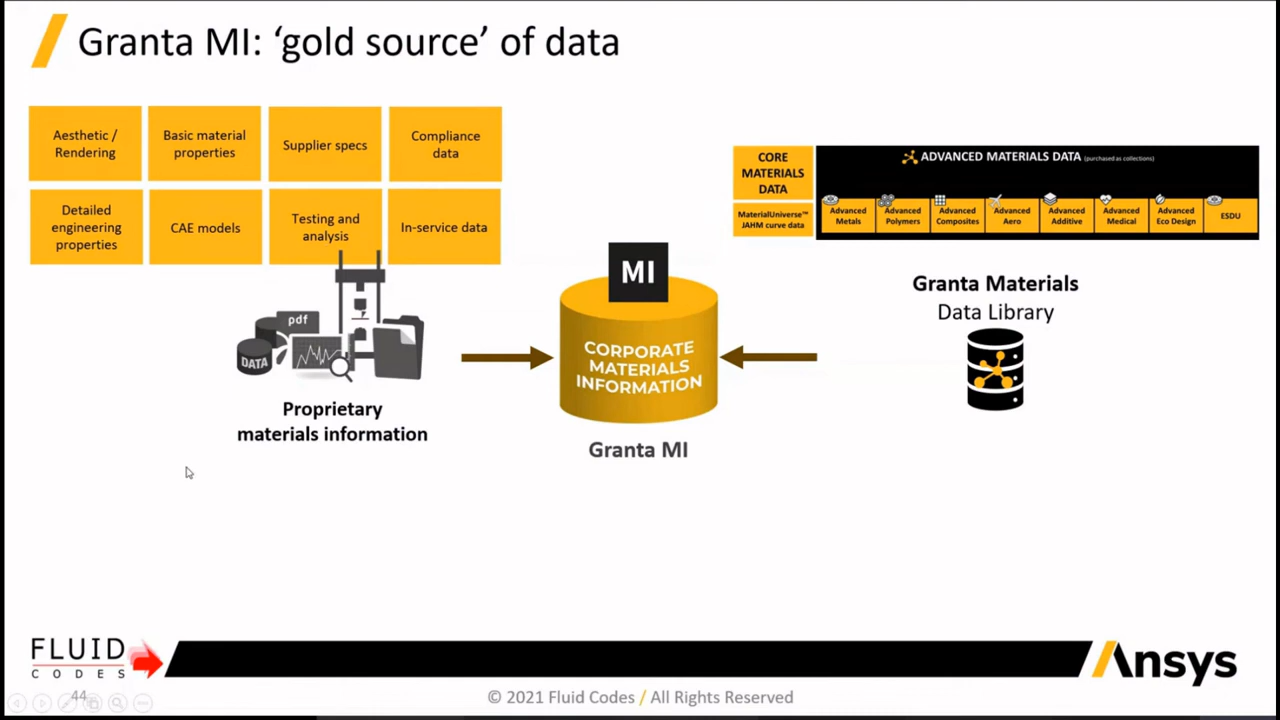 Granta MI: ‘gold source’ of data
Aesthetic /
Rendering
Basic material
properties
Supplier specs
Compliance
data
Detailed
engineering
properties
CAE models
Testing and
analysis
In-service data
pdf
DATA
Proprietary
materials information
MI
CORPORATE
MATERIALS
INFORMATION
Granta MI
CORE
MATERIALS
DATA
MaterialUniverse™
JAHM curve data
ADVANCED MATERIALS DATA (purchased as collections)
Advanced
Metals
Advanced
Polymers
Advanced
Composites
Advanced
Aero
Advanced
Additive
Advanced
Medical
Advanced
Eco Design
ESDU
Granta Materials
Data Library
FLUID
CODES
Ansys
44
© 2021 Fluid Codes / All Rights Reserved